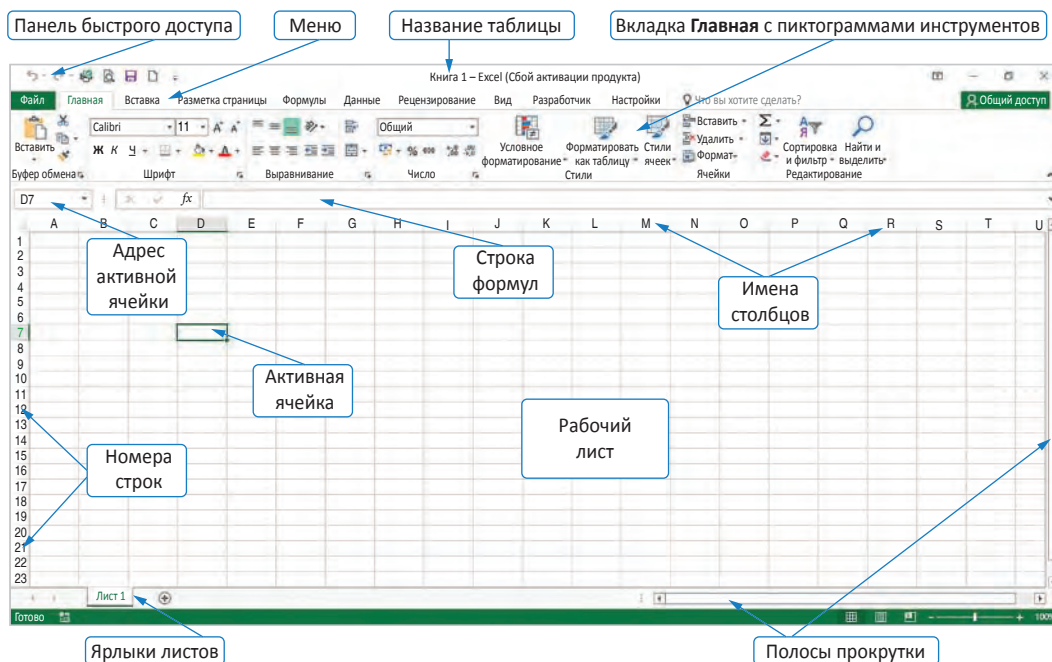 Панель быстрого доступа
Меню
Название таблицы
Вкладка Главная с пиктограммами инструментов
Книга 1 – Excel (Сбой активации продукта)
Файл Главная Вставка Разметка страницы Формулы Данные Рецензирование Вид Разработчик Настройки Что вы хотите сделать? Общий доступ
Вставить
Calibri 11
Ж К Ч
Общий
% 000
Условное форматирование
Форматировать как таблицу
Стили ячеек
Вставить
Удалить
Формат
Σ
Сортировка и фильтр
Найти и выделить
Буфер обмена Шрифт Выравнивание Число Стили Ячейки Редактирование
D7 fx
A B C D E F G H I J K L M N O P Q R S T U
1
2
3
4
5
6
7
8
9
10
11
12
13
14
15
16
17
18
19
20
21
22
23
Адрес
активной
ячейки
Строка
формул
Имена
столбцов
Активная
ячейка
Рабочий
лист
Номера
строк
Лист 1
Готово
100%
Ярлыки листов
Полосы прокрутки